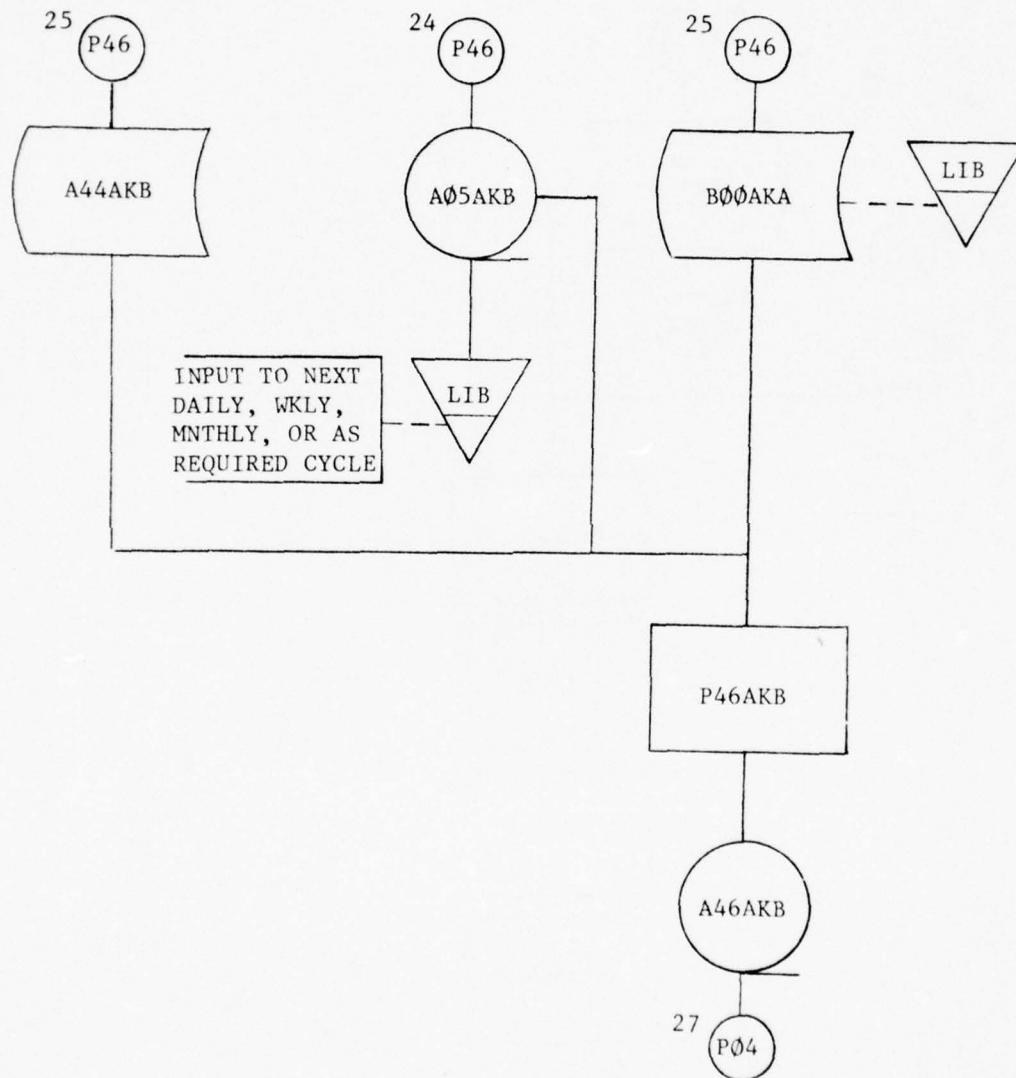 25 P46
24 P46
25 P46
A44AKB
AØ5AKB
BØØAKA
LIB
INPUT TO NEXT
DAILY, WKLY,
MNTHLY, OR AS
REQUIRED CYCLE
LIB
P46AKB
A46AKB
27 PØ4